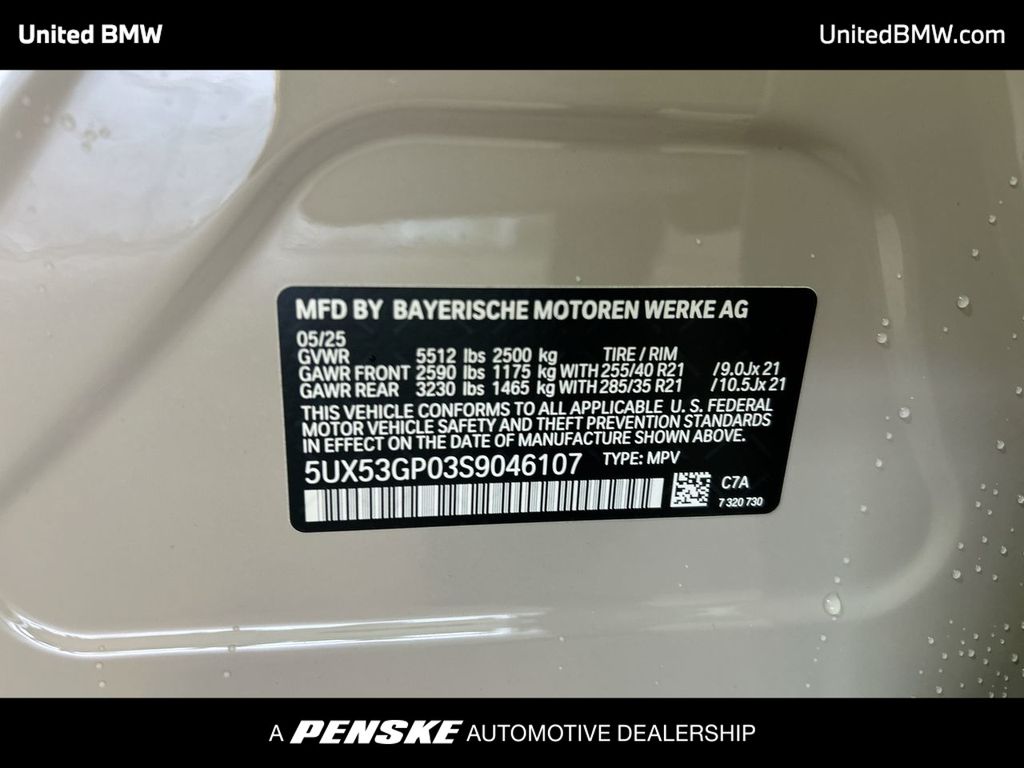 United BMW
UnitedBMW.com
MFD BY BAYERISCHE MOTOREN WERKE AG
05/25
GVWR 5512 lbs 2500 kg TIRE / RIM
GAWR FRONT 2590 lbs 1175 kg WITH 255/40 R21 /9.0Jx 21
GAWR REAR 3230 lbs 1465 kg WITH 285/35 R21 /10.5Jx 21
THIS VEHICLE CONFORMS TO ALL APPLICABLE U. S. FEDERAL
MOTOR VEHICLE SAFETY AND THEFT PREVENTION STANDARDS
IN EFFECT ON THE DATE OF MANUFACTURE SHOWN ABOVE.
5UX53GP03S9046107 TYPE: MPV
C7A
7 320 730
A PENSKE AUTOMOTIVE DEALERSHIP